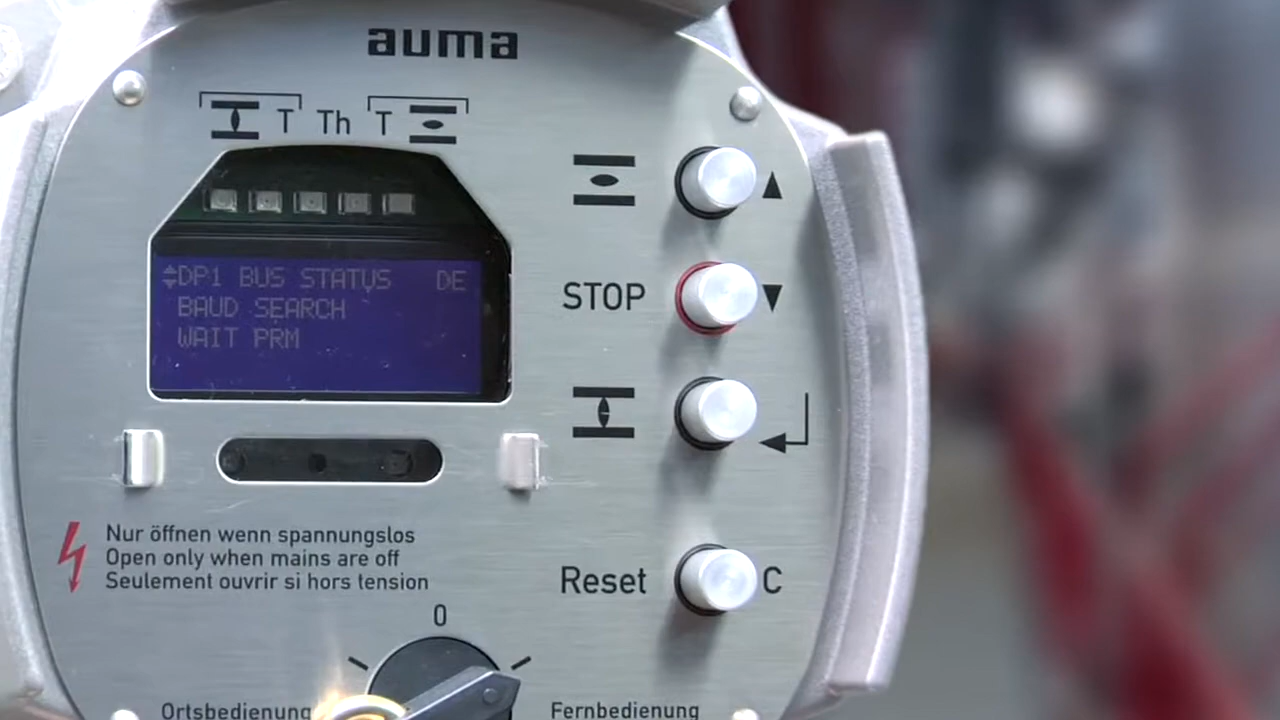 auma
T Th T
DP1 BUS STATUS DE
BAUD SEARCH
WAIT PRM
STOP
Nur öffnen wenn spannungslos
Open only when mains are off
Seulement ouvrir si hors tension
Reset C
0
Ortsbedienung
Fernbedienung